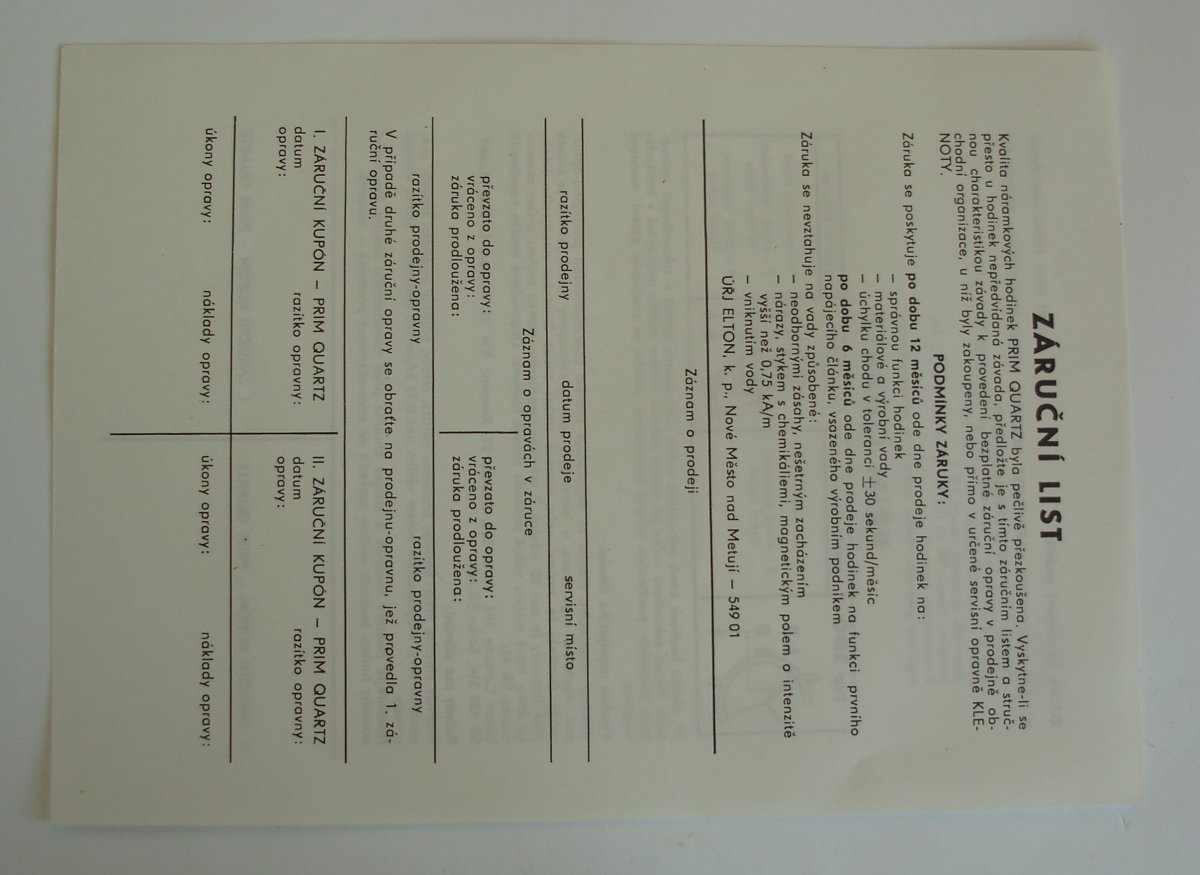 ZÁRUČNÍ LIST
Kvalita náramkových hodinek PRIM QUARTZ byla pečlivě přezkoušena. Vyskytne-li se
přesto u hodinek nepředvídaná závada, předložte je s tímto záručním listem a struč-
nou charakteristikou závady k provedení bezplatné záruční opravy v prodejně ob-
chodní organizace, u níž byly zakoupeny, nebo přímo v určené servisní opravně KLE-
NOTY.
PODMÍNKY ZÁRUKY:
Záruka se poskytuje po dobu 12 měsíců ode dne prodeje hodinek na:
– správnou funkci hodinek
– materiálové a výrobní vady
– úchylku chodu v toleranci ±30 sekund/měsíc
po dobu 6 měsíců ode dne prodeje hodinek na funkci prvního
napájecího článku, vsazeného výrobním podnikem
Záruka se nevztahuje na vady způsobené:
– neodbornými zásahy, nešetrným zacházením
– nárazy, stykem s chemikáliemi, magnetickým polem o intenzitě
vyšší než 0,75 kA/m
– vniknutím vody
ÚŘJ ELTON, k. p., Nové Město nad Metují – 549 01
Záznam o prodeji
razítko prodejny datum prodeje servisní místo
Záznam o opravách v záruce
převzato do opravy: převzato do opravy:
vráceno z opravy: vráceno z opravy:
záruka prodloužena: záruka prodloužena:
razítko prodejny-opravny razítko prodejny-opravny
V případě druhé záruční opravy se obraťte na prodejnu-opravnu, jež provedla 1. zá-
ruční opravu.
I. ZÁRUČNÍ KUPÓN – PRIM QUARTZ II. ZÁRUČNÍ KUPÓN – PRIM QUARTZ
datum razítko opravny: datum razítko opravny:
opravy: opravy:
úkony opravy: náklady opravy: úkony opravy: náklady opravy: